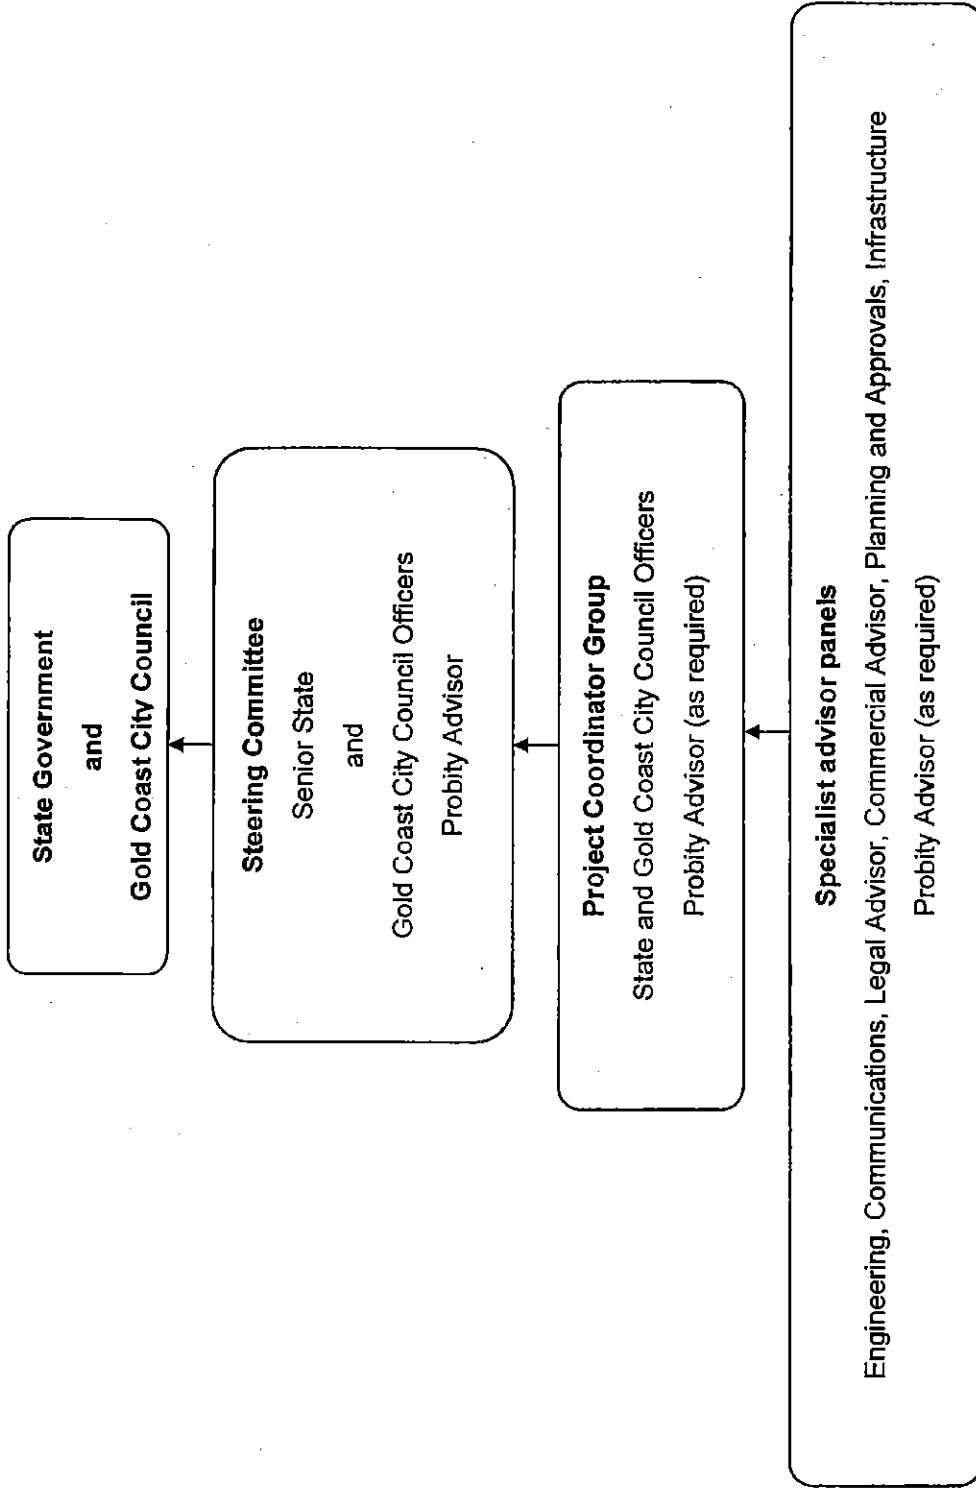 State Government
and
Gold Coast City Council
Steering Committee
Senior State
and
Gold Coast City Council Officers
Probity Advisor
Project Coordinator Group
State and Gold Coast City Council Officers
Probity Advisor (as required)
Specialist advisor panels
Engineering, Communications, Legal Advisor, Commercial Advisor, Planning and Approvals, Infrastructure
Probity Advisor (as required)